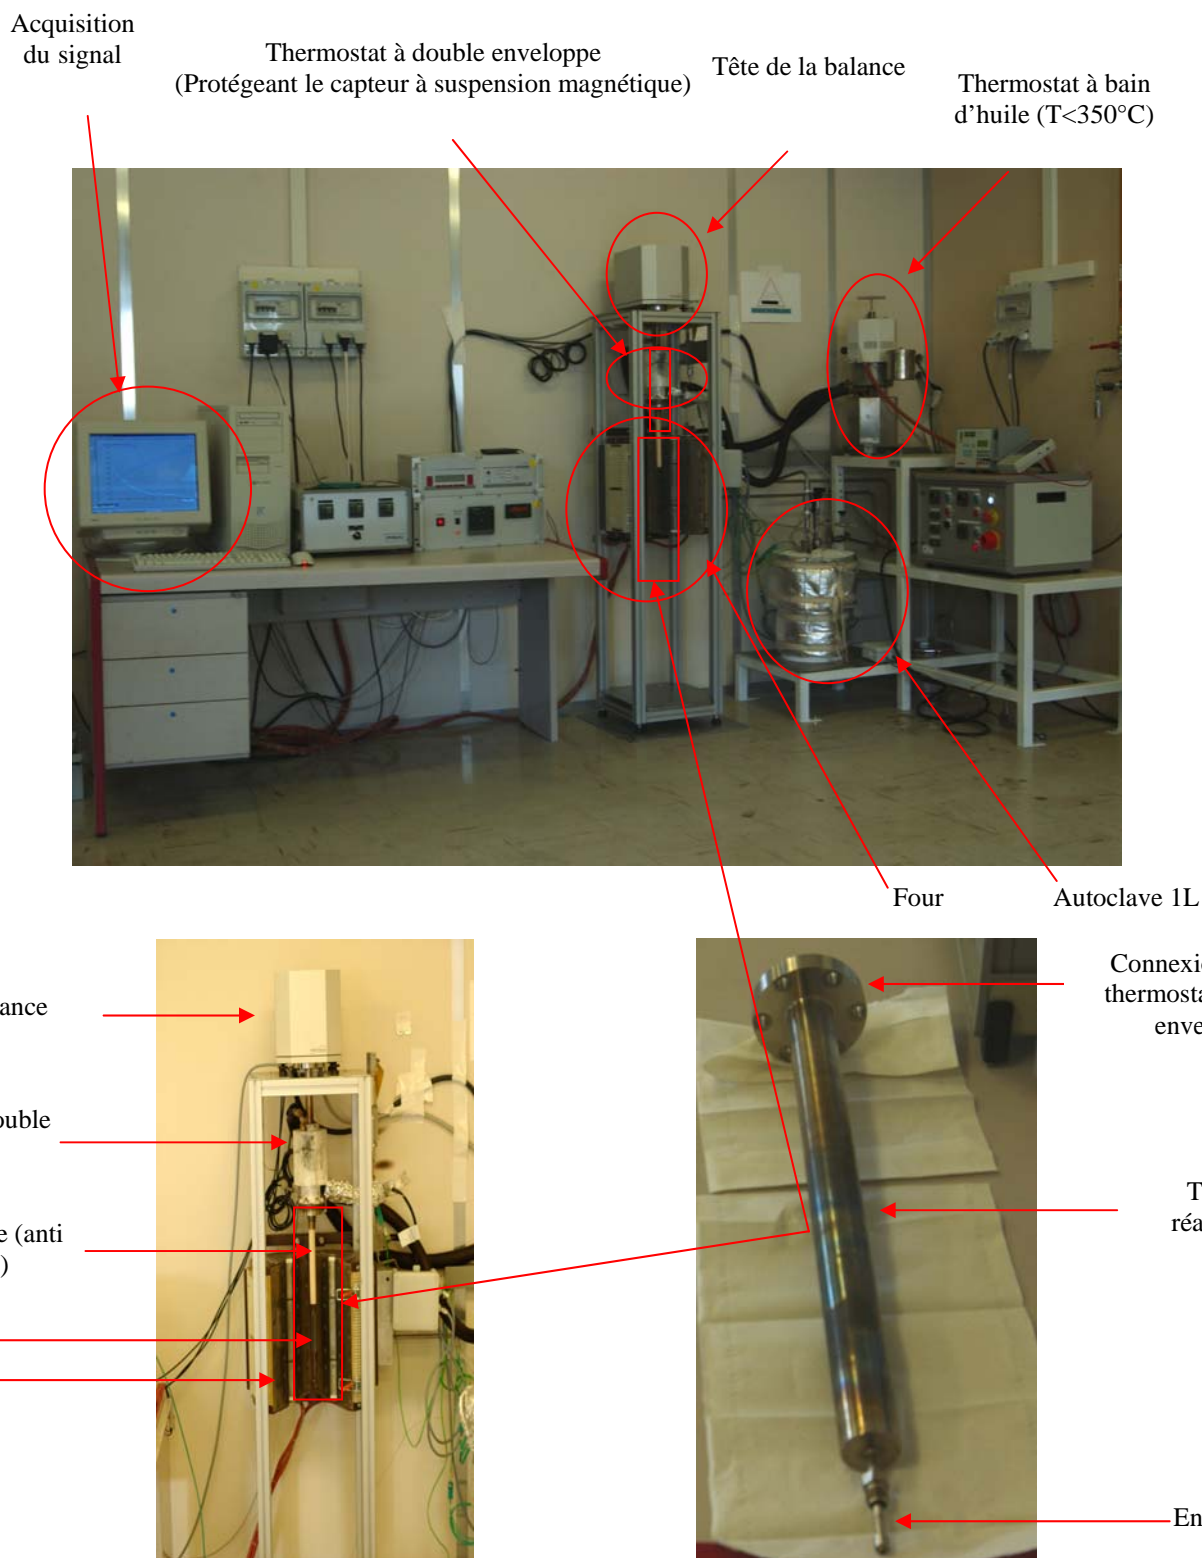 Acquisition
du signal
Thermostat à double enveloppe
(Protégeant le capteur à suspension magnétique)
Tête de la balance
Thermostat à bain
d’huile (T<350°C)
Four
Autoclave 1L
ance
ouble
e (anti
)
Connexi
thermosta
enve
T
réa
En